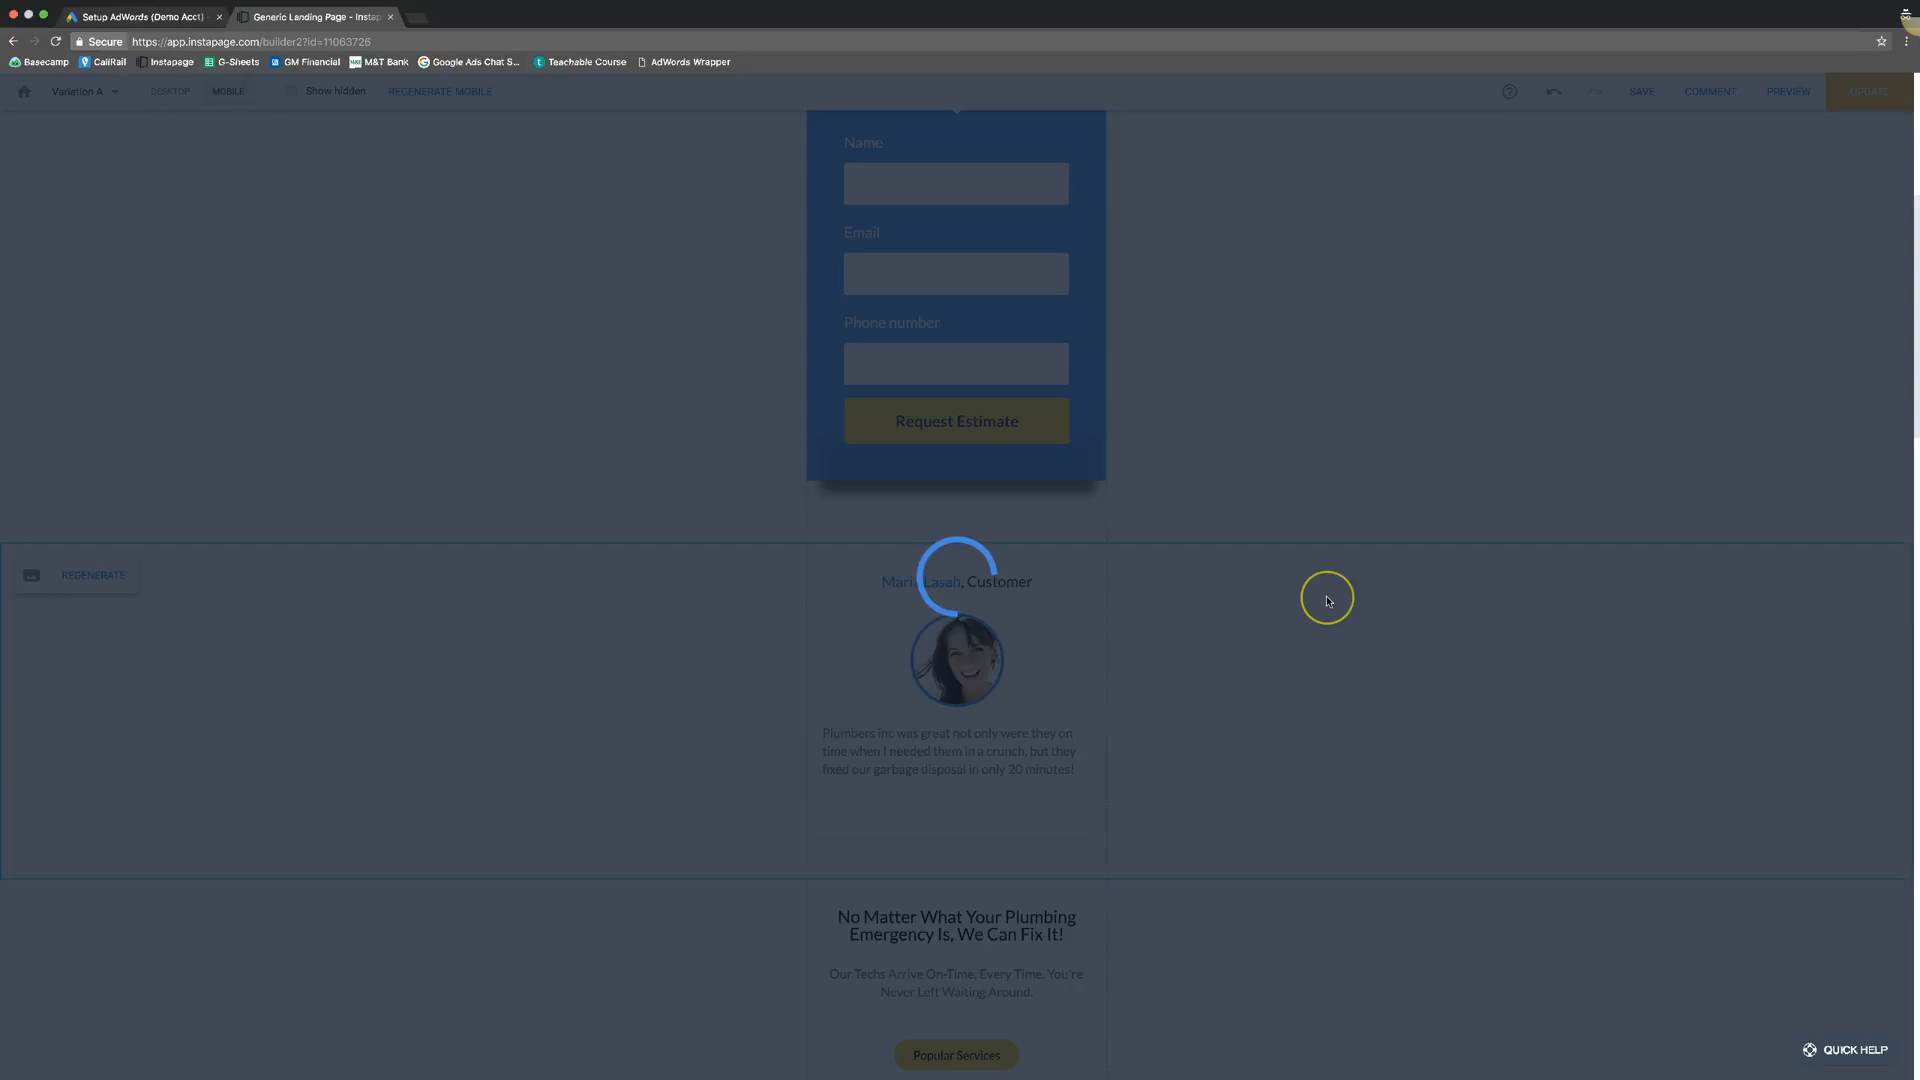 Setup AdWords (Demo Acct)
Generic Landing Page - Instap
Secure
https://app.instapage.com/builder2?id=11063726
Basecamp
CallRail
Instapage
G-Sheets
GM Financial
M&T Bank
Google Ads Chat S...
Teachable Course
AdWords Wrapper
Variation A
DESKTOP
MOBILE
Show hidden
REGENERATE MOBILE
SAVE
COMMENT
PREVIEW
UPDATE
Name
Email
Phone number
Request Estimate
REGENERATE
Lasah, Customer
Plumbers inc was great not only were they on
time when I needed them in a crunch, but they
fixed our garbage disposal in only 20 minutes!
No Matter What Your Plumbing
Emergency Is, We Can Fix It!
Our Techs Arrive On-Time, Every Time. You're
Never Left Waiting Around.
Popular Services
QUICK HELP